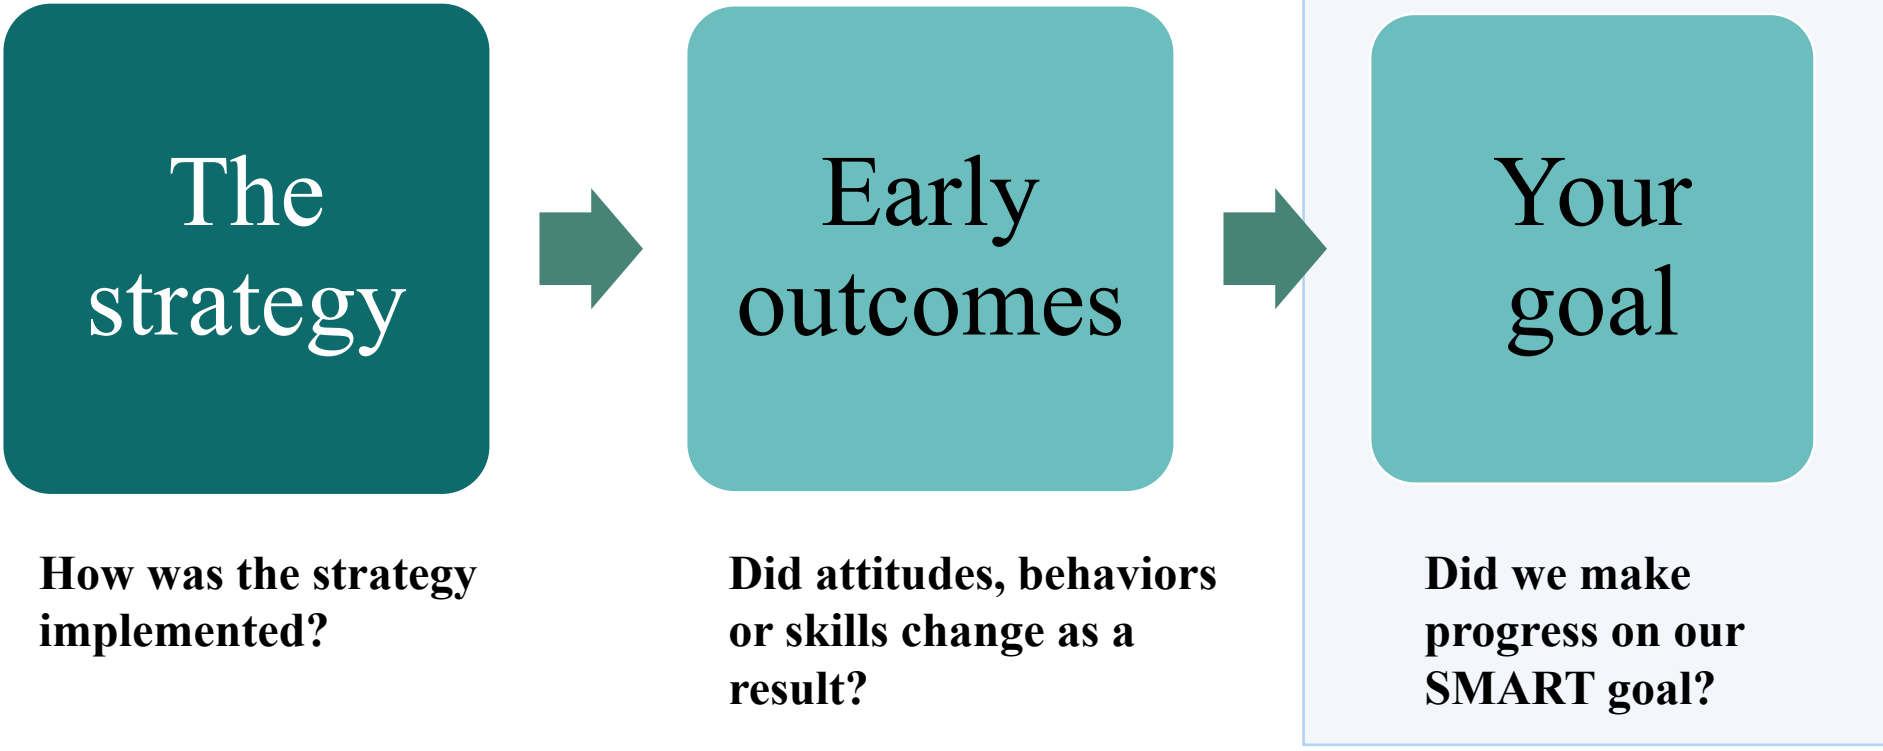 The
strategy
Early
outcomes
Your
goal
How was the strategy
implemented?
Did attitudes, behaviors
or skills change as a
result?
Did we make
progress on our
SMART goal?